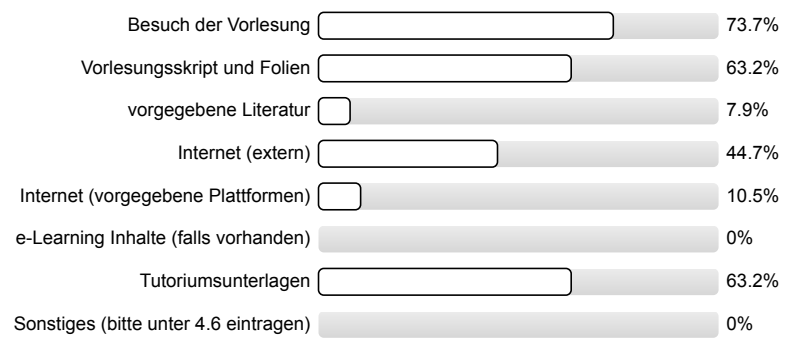 Besuch der Vorlesung 73.7%
Vorlesungsskript und Folien 63.2%
vorgegebene Literatur 7.9%
Internet (extern) 44.7%
Internet (vorgegebene Plattformen) 10.5%
e-Learning Inhalte (falls vorhanden) 0%
Tutoriumsunterlagen 63.2%
Sonstiges (bitte unter 4.6 eintragen) 0%